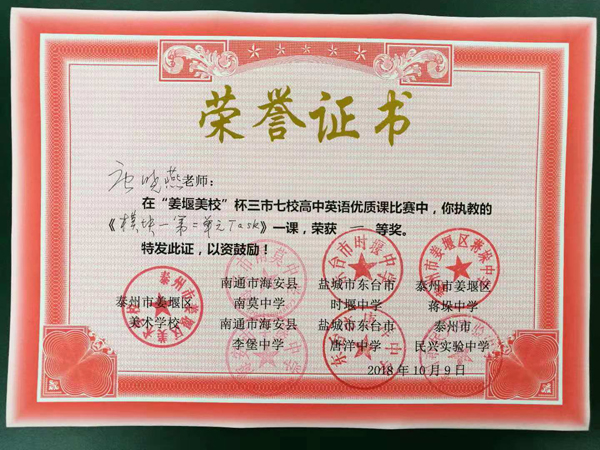 荣誉证书
唐晓燕老师:
在“姜堰美校”杯三市七校高中英语优质课比赛中,你执教的
《模块一第二单元Task》一课,荣获 一 等奖。
特发此证,以资鼓励!
泰州市姜堰区
美术学校
南通市海安县
南莫中学
盐城市东台市
时堰中学
泰州市姜堰区
蒋垛中学
南通市海安县
李堡中学
盐城市东台市
唐洋中学
泰州市
民兴实验中学
2018年10月9日